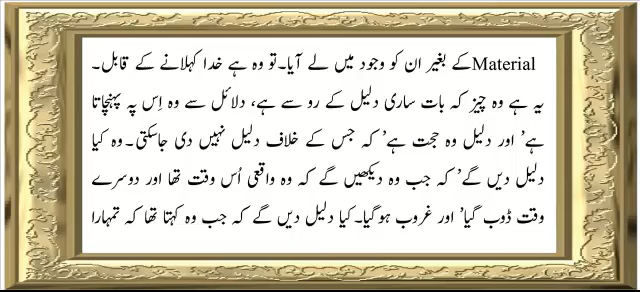 Materialکے بغیر ان کو وجود میں لے آیا۔تو وہ ہے خدا کہلانے کے قابل۔
یہ ہے وہ چیز کہ بات ساری دلیل کے رو سے ہے، دلائل سے وہ اِس پہ پہنچاتا
ہے’ اور دلیل وہ حجت ہے’ کہ جس کے خلاف دلیل نہیں دی جاسکتی۔وہ کیا
دلیل دیں گے’ کہ جب وہ دیکھیں گے کہ وہ واقعی اُس وقت تھا اور دوسرے
وقت ڈوب گیا’ اور غروب ہوگیا۔کیا دلیل دیں گے کہ جب وہ کہتا تھا کہ تمہارا